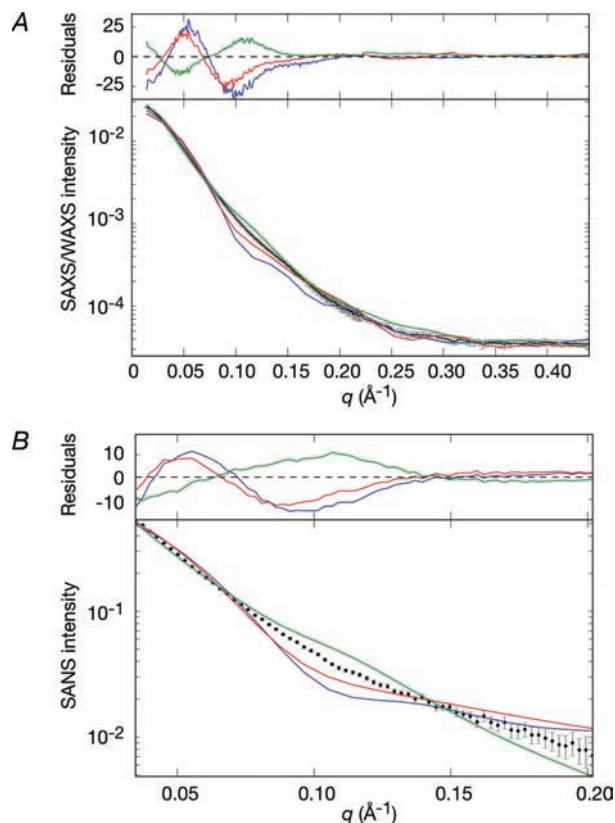 A
Residuals
25
0
-25
SAXS/WAXS intensity
10⁻²
10⁻³
10⁻⁴
0 0.05 0.10 0.15 0.20 0.25 0.30 0.35 0.40
q (Å⁻¹)
B
Residuals
10
0
-10
SANS intensity
10⁻¹
10⁻²
0.05 0.10 0.15 0.20
q (Å⁻¹)